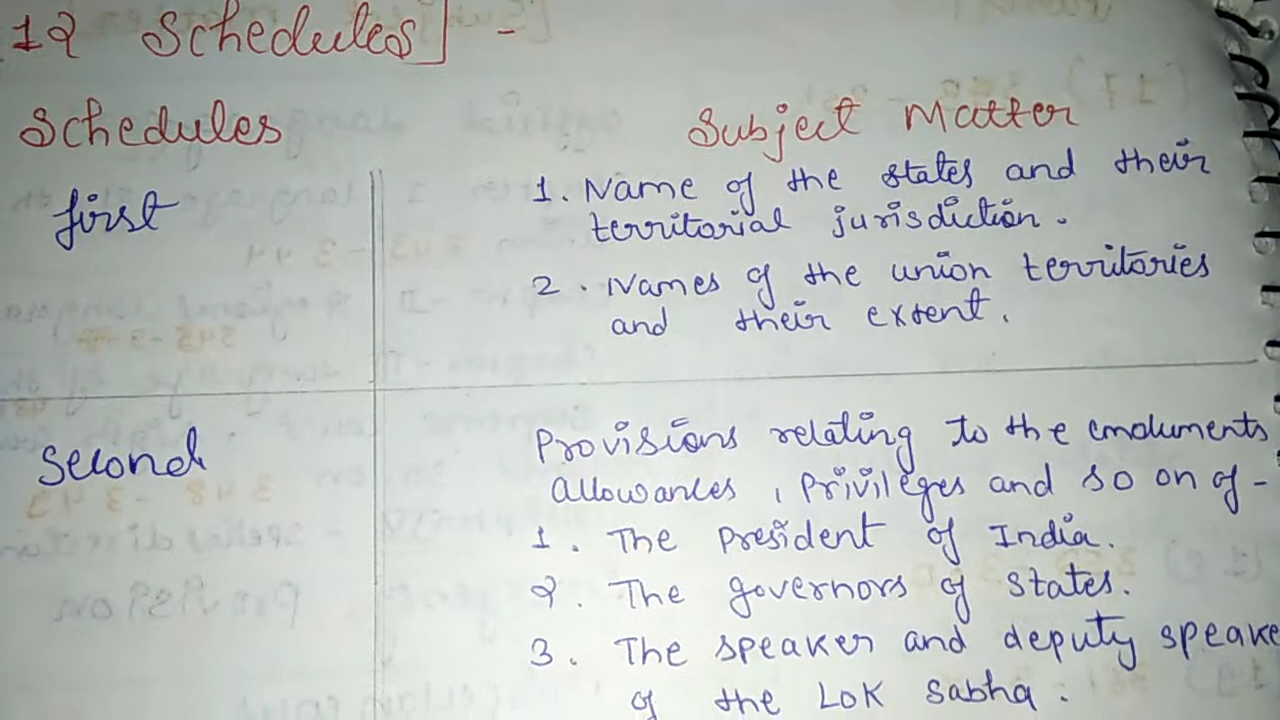 12 Schedules] -
Schedules
Subject Matter
first
1. Name of the states and their
territorial jurisdiction.
2. Names of the union territories
and their extent.
Second
Provisions relating to the emoluments
Allowances, Privileges and so on of -
1. The President of India.
2. The governors of states.
3. The speaker and deputy speake
of the Lok sabha.